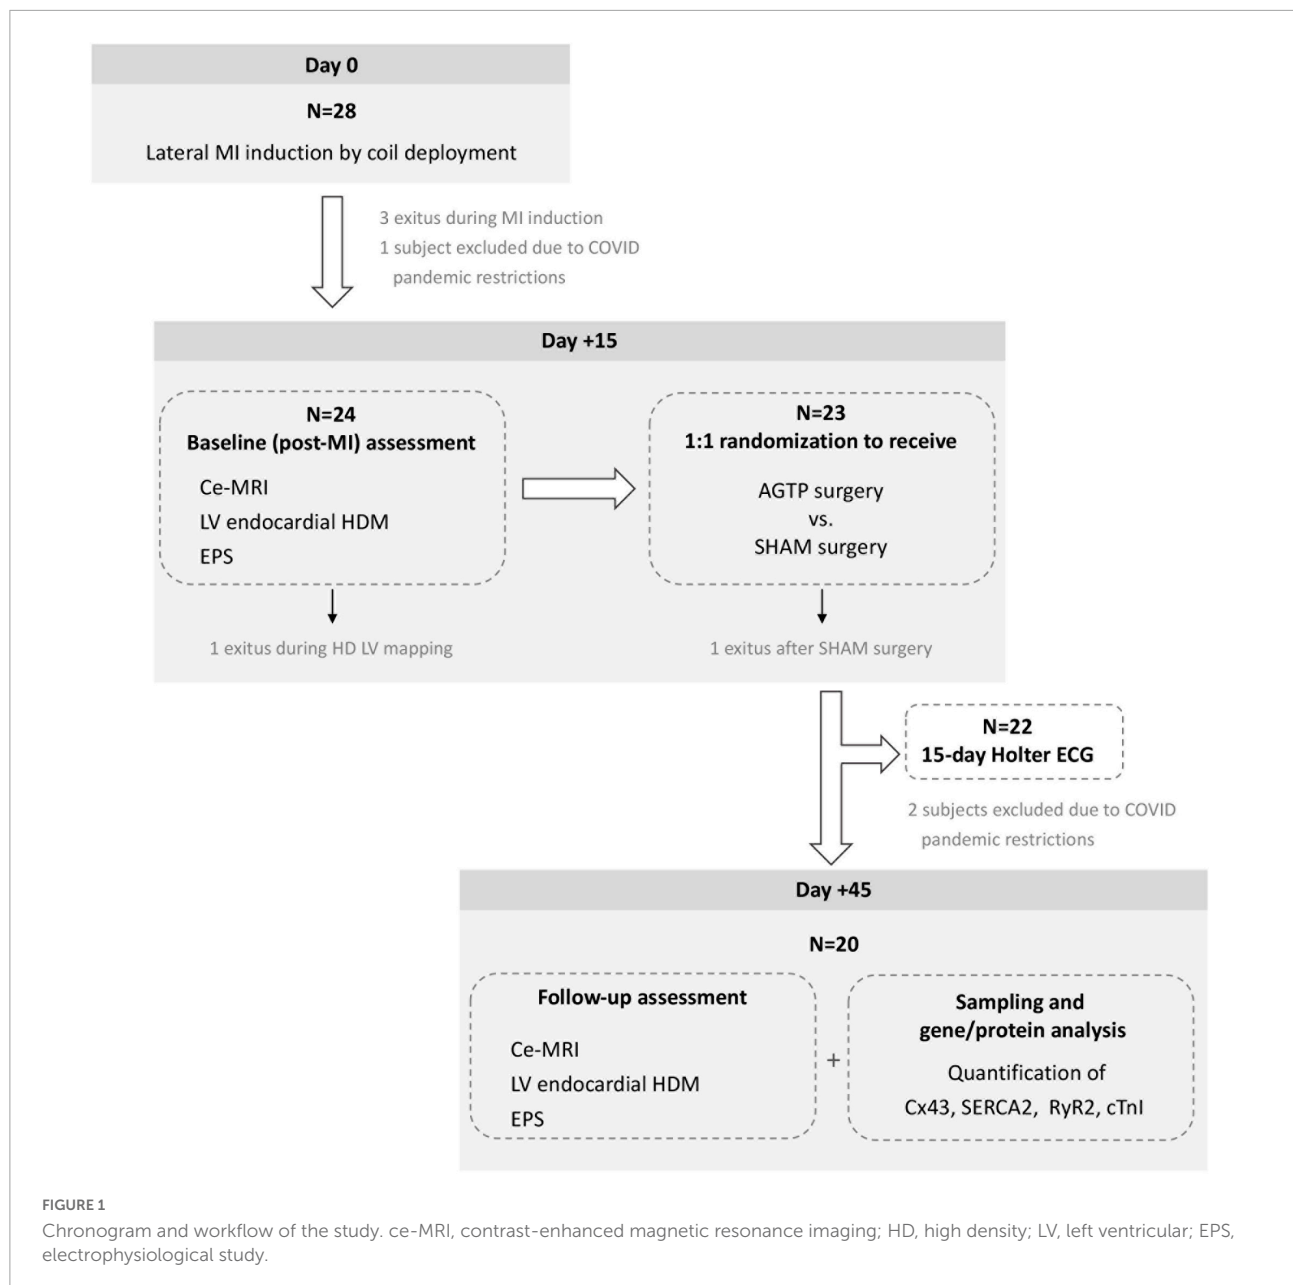 Day 0
N=28
Lateral MI induction by coil deployment
3 exitus during MI induction
1 subject excluded due to COVID
pandemic restrictions
Day +15
N=24
Baseline (post-MI) assessment
Ce-MRI
LV endocardial HDM
EPS
N=23
1:1 randomization to receive
AGTP surgery
vs.
SHAM surgery
1 exitus during HD LV mapping
1 exitus after SHAM surgery
N=22
15-day Holter ECG
2 subjects excluded due to COVID
pandemic restrictions
Day +45
N=20
Follow-up assessment
Ce-MRI
LV endocardial HDM
EPS
+
Sampling and
gene/protein analysis
Quantification of
Cx43, SERCA2, RyR2, cTnI
FIGURE 1
Chronogram and workflow of the study. ce-MRI, contrast-enhanced magnetic resonance imaging; HD, high density; LV, left ventricular; EPS,
electrophysiological study.